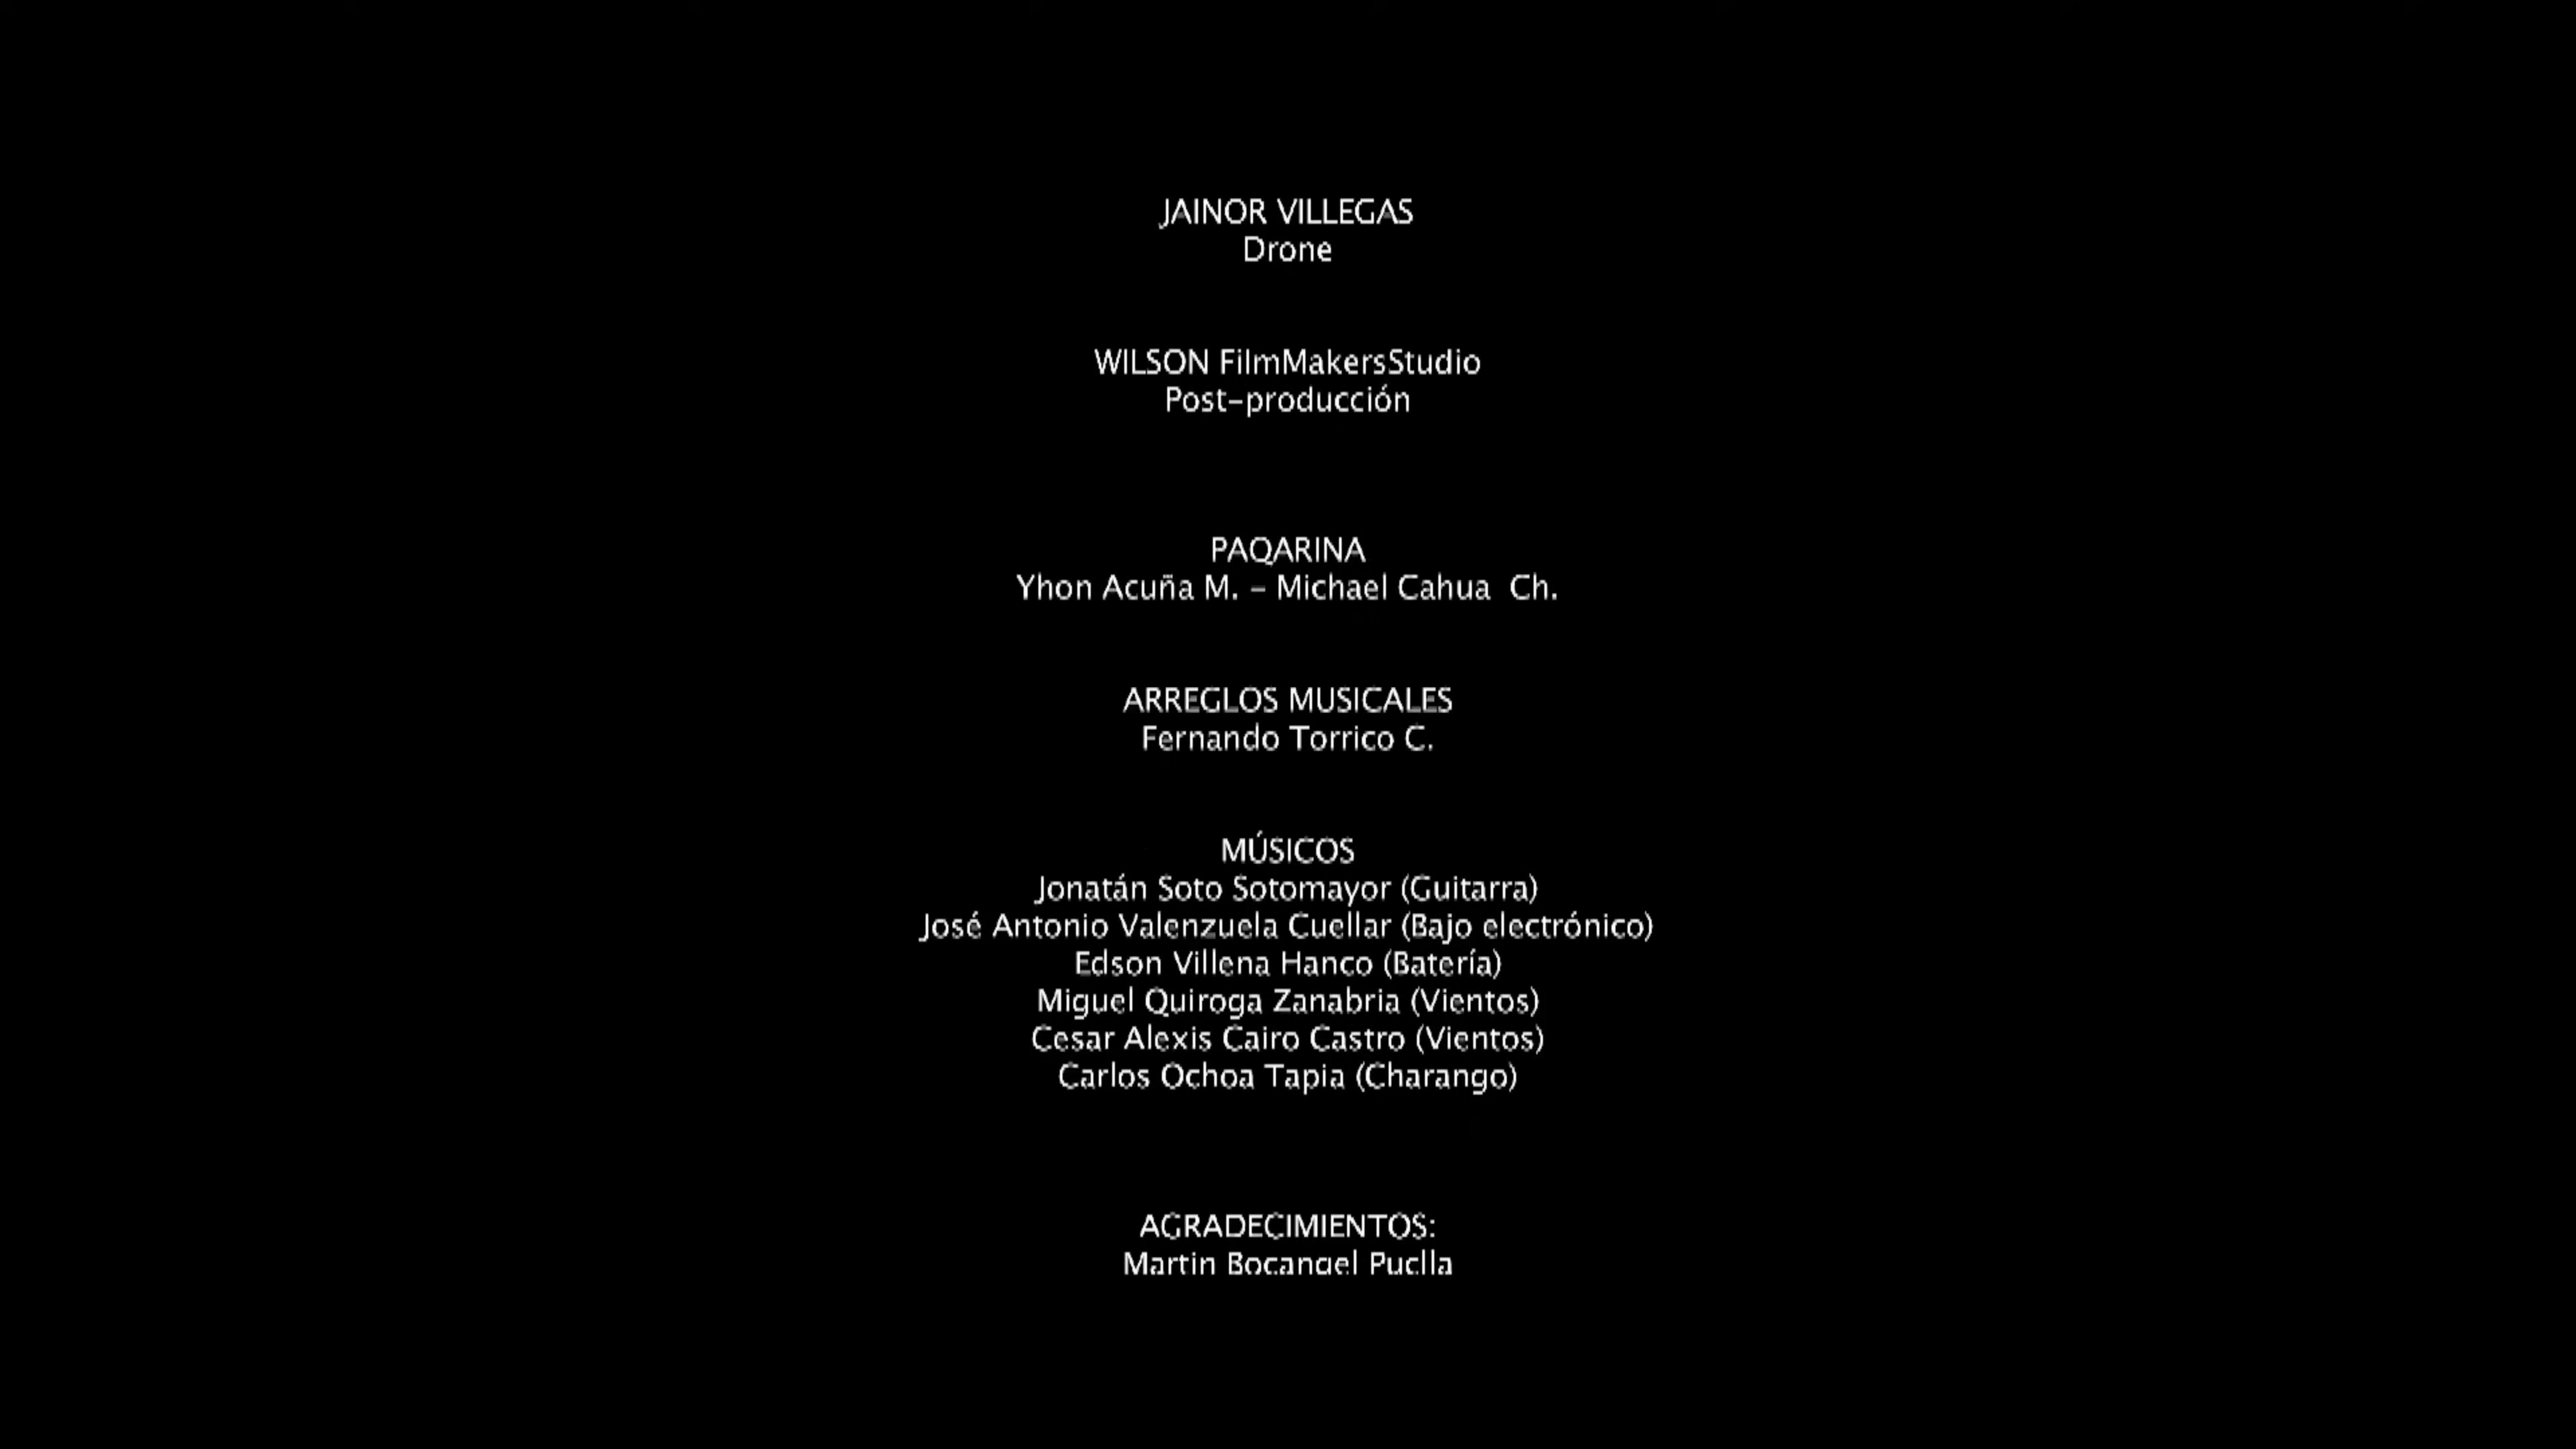 JAINOR VILLEGAS
Drone
WILSON FilmMakersStudio
Post-producción
PAQARINA
Yhon Acuña M. - Michael Cahua Ch.
ARREGLOS MUSICALES
Fernando Torrico C.
MÚSICOS
Jonatán Soto Sotomayor (Guitarra)
José Antonio Valenzuela Cuellar (Bajo electrónico)
Edson Villena Hanco (Batería)
Miguel Quiroga Zanabria (Vientos)
Cesar Alexis Cairo Castro (Vientos)
Carlos Ochoa Tapia (Charango)
AGRADECIMIENTOS:
Martin Bocangel Puclla